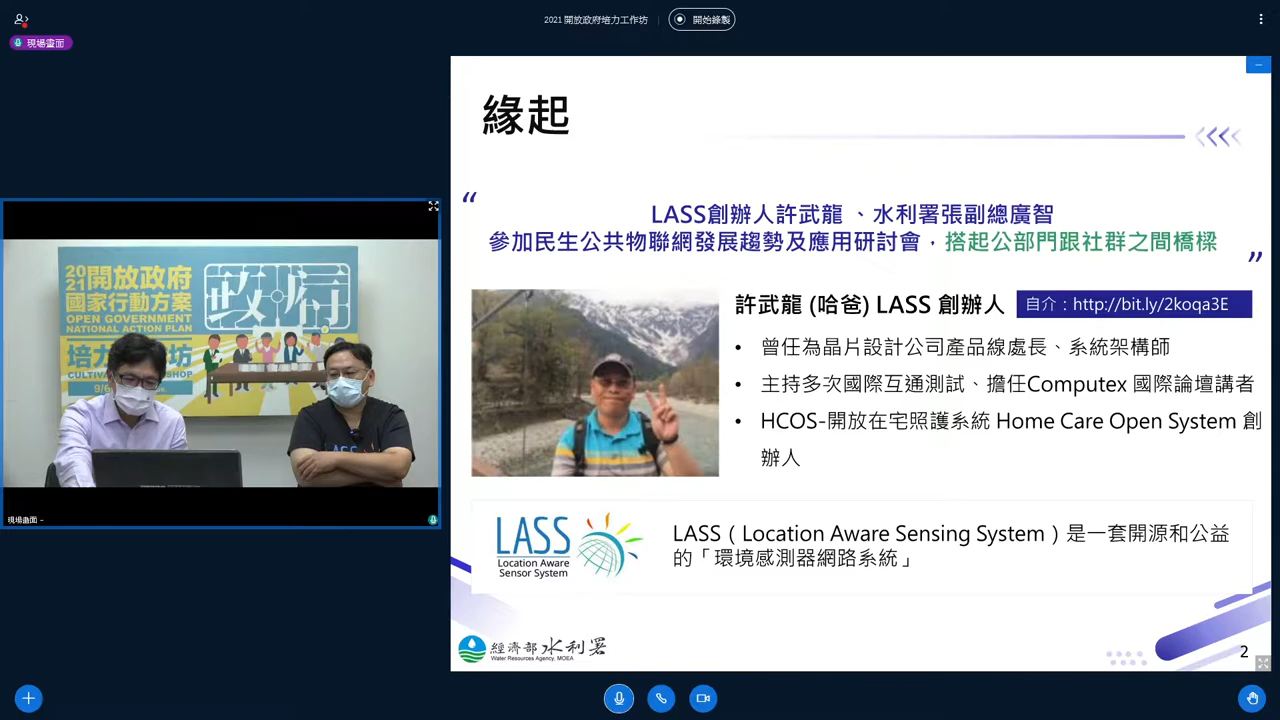 2021 開放政府培力工作坊
開始錄製
現場畫面
緣起
“
LASS創辦人許武龍 、水利署張副總廣智
參加民生公共物聯網發展趨勢及應用研討會，搭起公部門跟社群之間橋樑
”
許武龍 (哈爸) LASS 創辦人
自介：http://bit.ly/2koqa3E
• 曾任為晶片設計公司產品線處長、系統架構師
• 主持多次國際互通測試、擔任Computex 國際論壇講者
• HCOS-開放在宅照護系統 Home Care Open System 創
辦人
LASS
Location Aware
Sensor System
LASS（Location Aware Sensing System）是一套開源和公益
的「環境感測器網路系統」
經濟部水利署
Water Resources Agency, MOEA
2
2021
開放政府
國家行動方案
OPEN GOVERNMENT
NATIONAL ACTION PLAN
政府
現場畫面